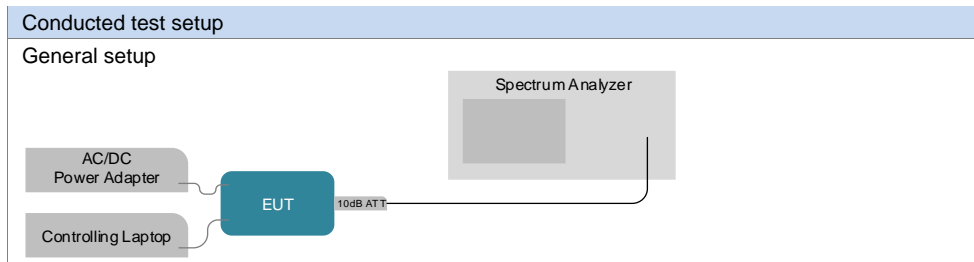 Conducted test setup
General setup
Spectrum Analyzer
AC/DC
Power Adapter
EUT
10dB ATT
Controlling Laptop